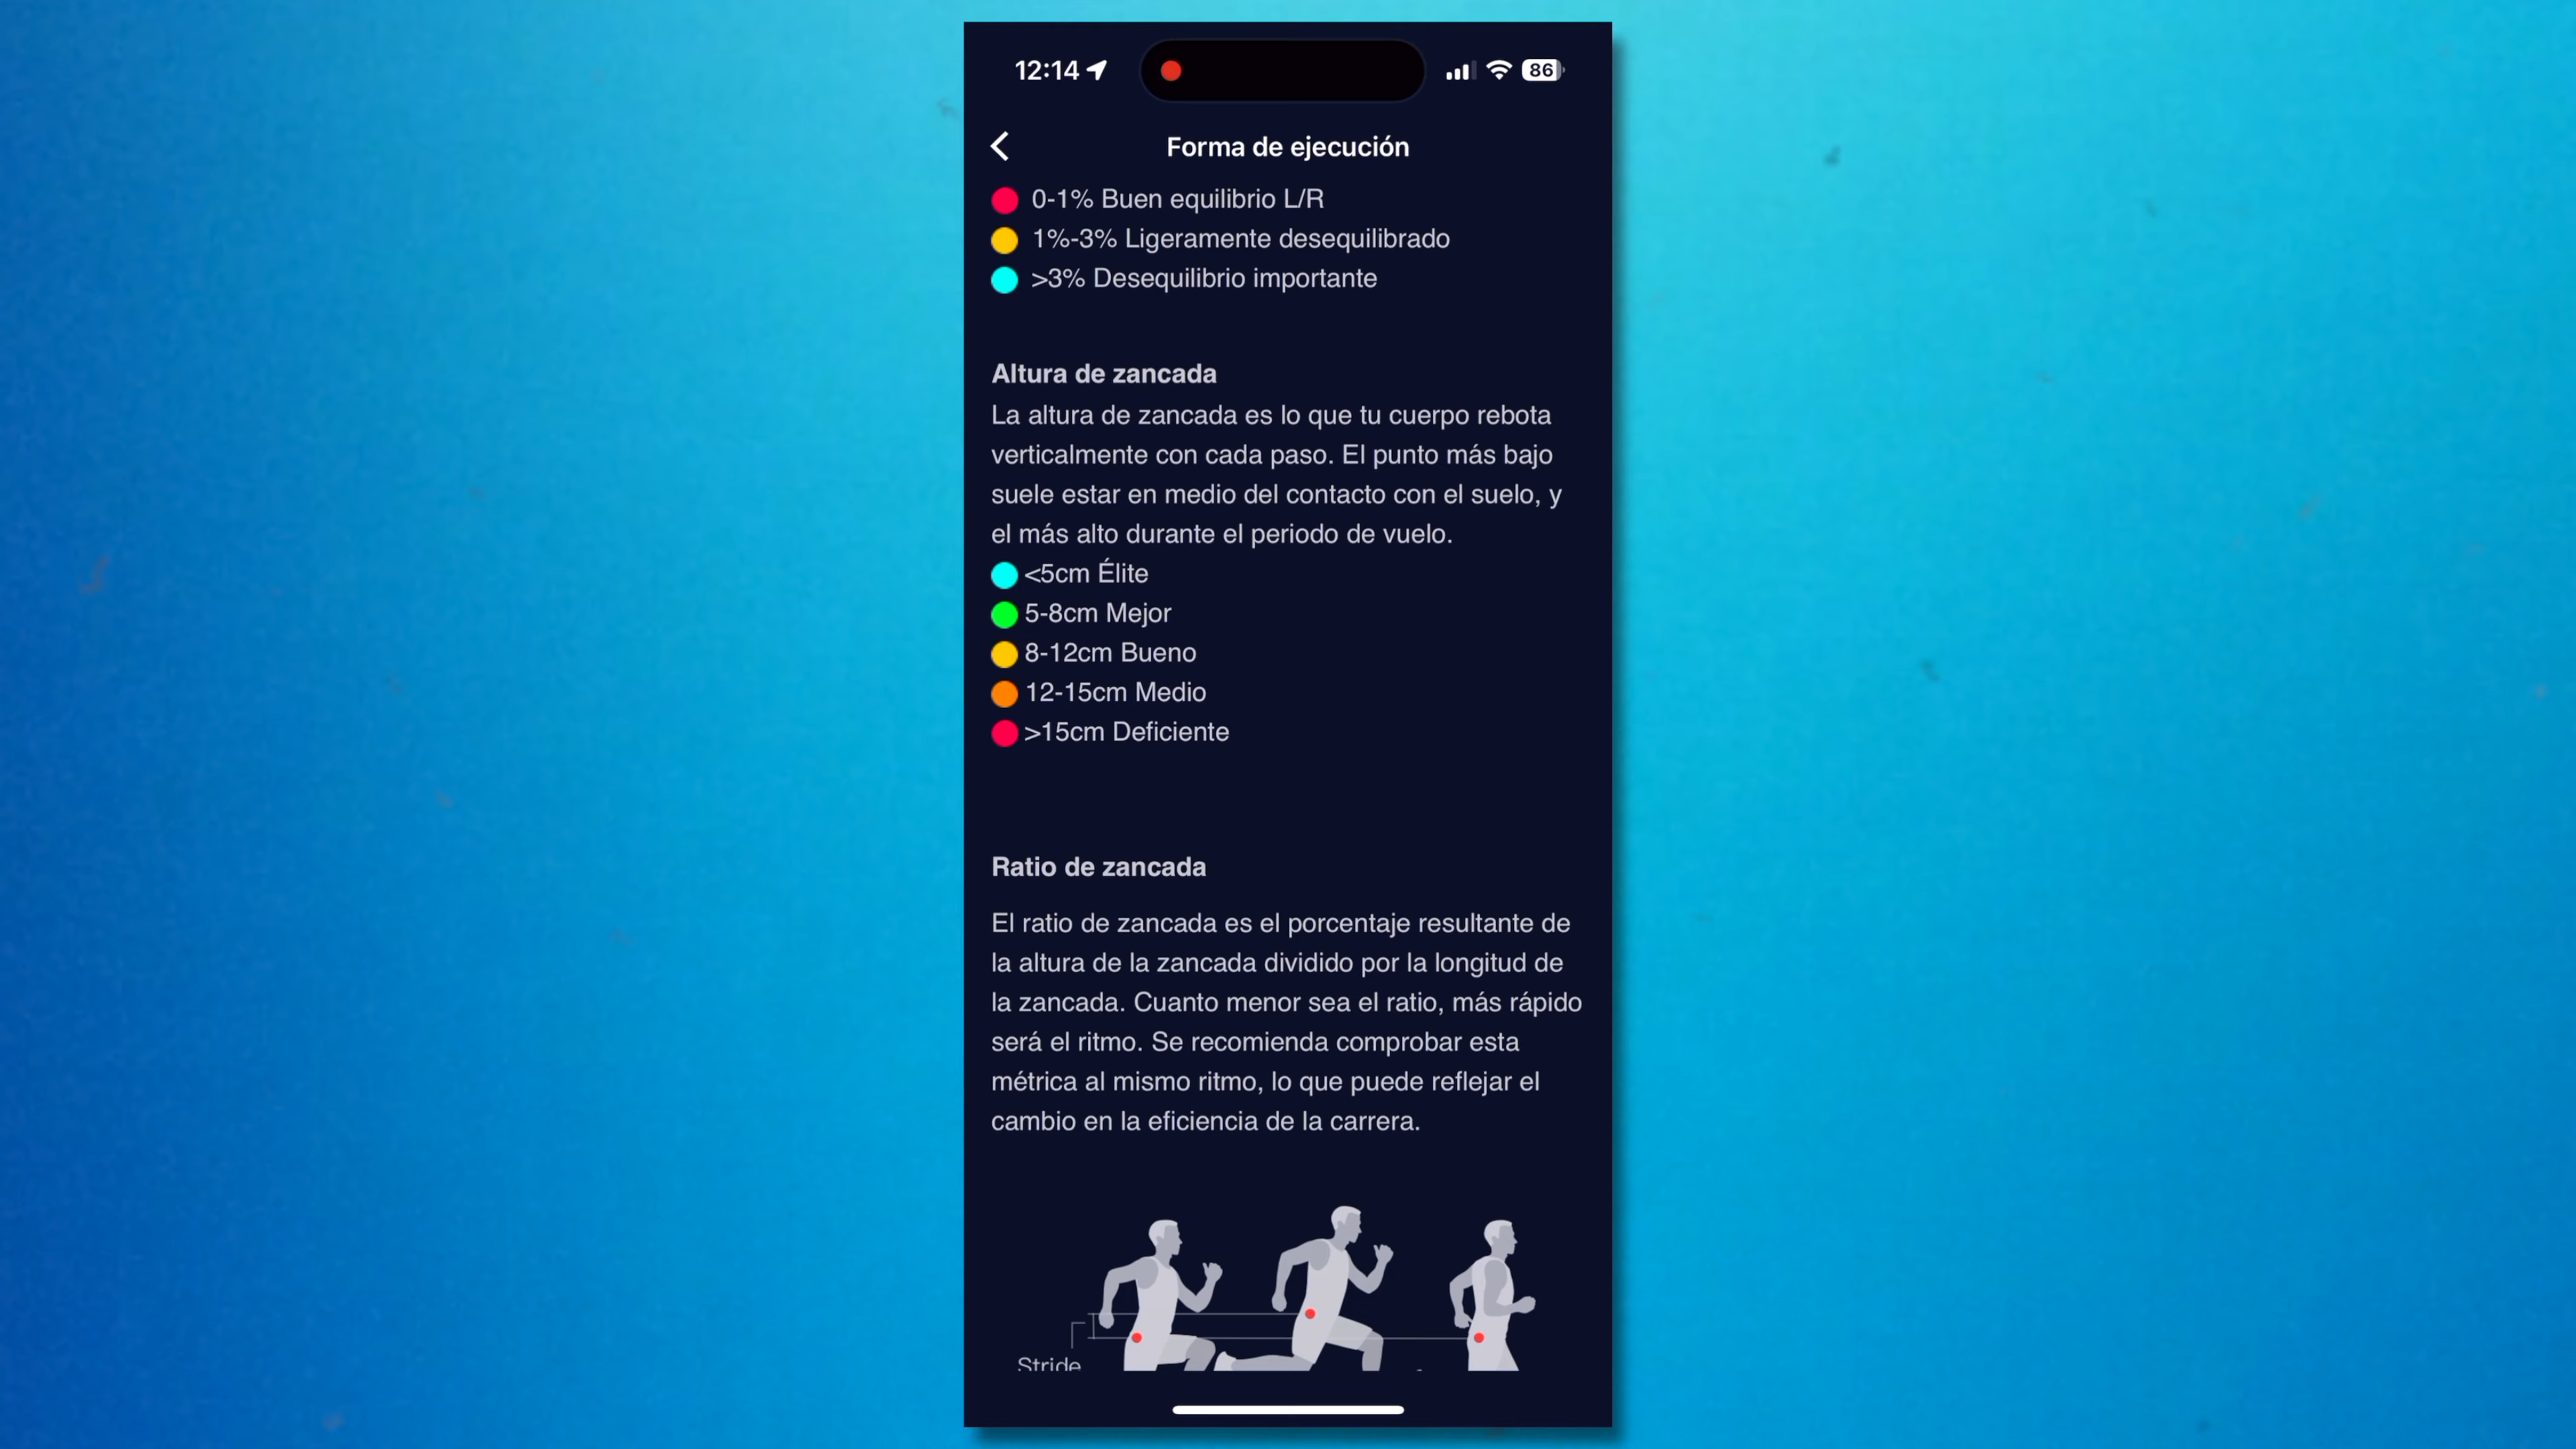 12:14
86
Forma de ejecución
0-1% Buen equilibrio L/R
1%-3% Ligeramente desequilibrado
>3% Desequilibrio importante
Altura de zancada
La altura de zancada es lo que tu cuerpo rebota
verticalmente con cada paso. El punto más bajo
suele estar en medio del contacto con el suelo, y
el más alto durante el periodo de vuelo.
<5cm Élite
5-8cm Mejor
8-12cm Bueno
12-15cm Medio
>15cm Deficiente
Ratio de zancada
El ratio de zancada es el porcentaje resultante de
la altura de la zancada dividido por la longitud de
la zancada. Cuanto menor sea el ratio, más rápido
será el ritmo. Se recomienda comprobar esta
métrica al mismo ritmo, lo que puede reflejar el
cambio en la eficiencia de la carrera.
Stride